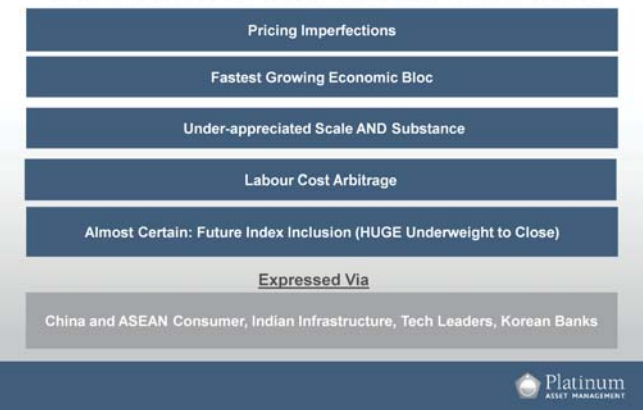 Pricing Imperfections
Fastest Growing Economic Bloc
Under-appreciated Scale AND Substance
Labour Cost Arbitrage
Almost Certain: Future Index Inclusion (HUGE Underweight to Close)
Expressed Via
China and ASEAN Consumer, Indian Infrastructure, Tech Leaders, Korean Banks
Platinum
ASSET MANAGEMENT